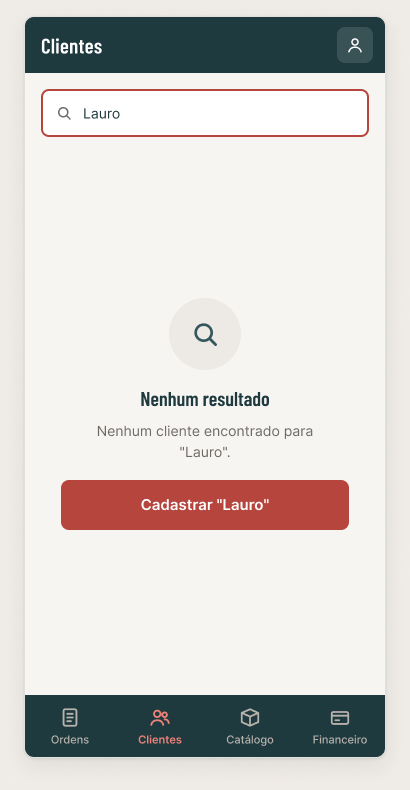 Clientes
Lauro
Nenhum resultado
Nenhum cliente encontrado para
"Lauro".
Cadastrar "Lauro"
Ordens
Clientes
Catálogo
Financeiro